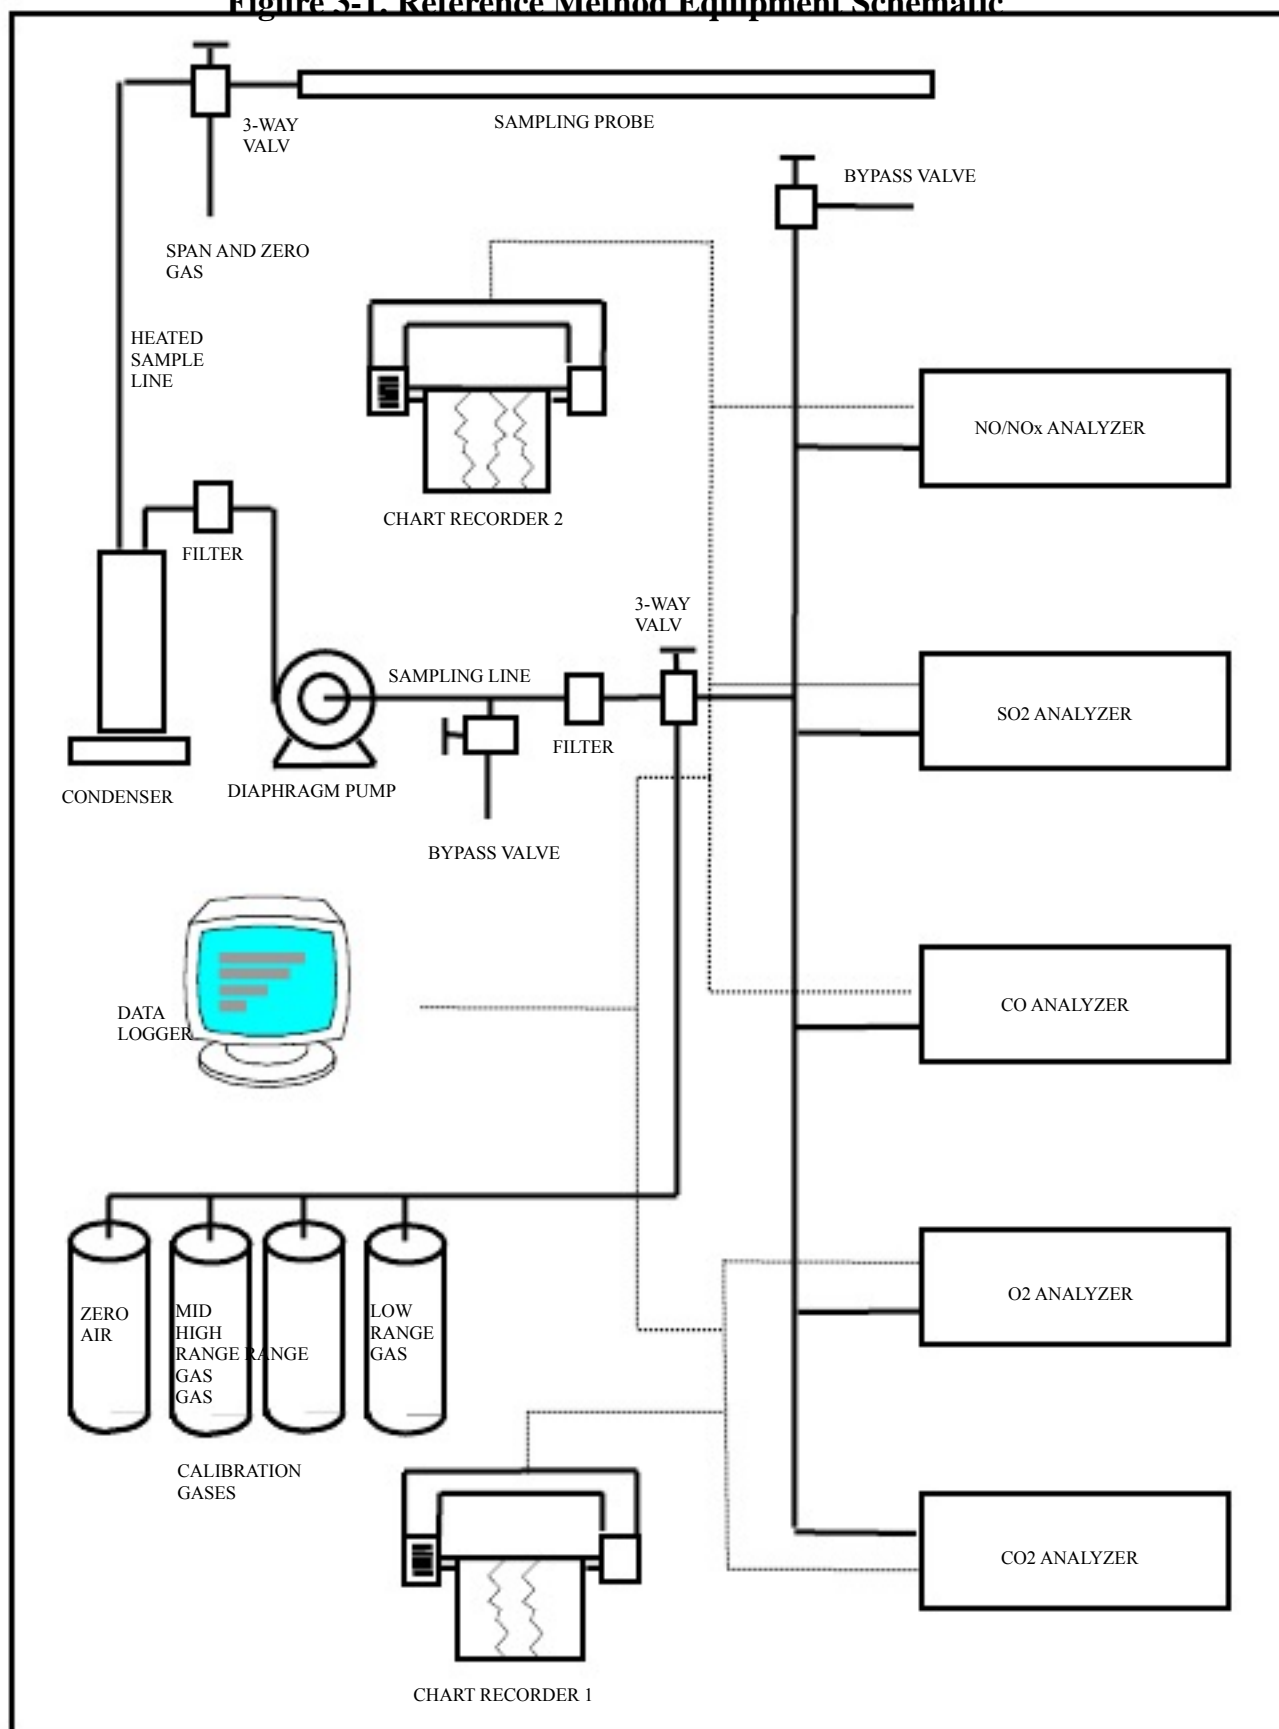 Figure 3-1. Reference Method Equipment Schematic
3-WAY
VALV
SAMPLING PROBE
BYPASS VALVE
SPAN AND ZERO
GAS
HEATED
SAMPLE
LINE
NO/NOx ANALYZER
CHART RECORDER 2
FILTER
3-WAY
VALV
SAMPLING LINE
SO2 ANALYZER
FILTER
CONDENSER
DIAPHRAGM PUMP
BYPASS VALVE
DATA
LOGGER
CO ANALYZER
ZERO
AIR
MID
HIGH
RANGE RANGE
GAS
GAS
LOW
RANGE
GAS
O2 ANALYZER
CALIBRATION
GASES
CO2 ANALYZER
CHART RECORDER 1